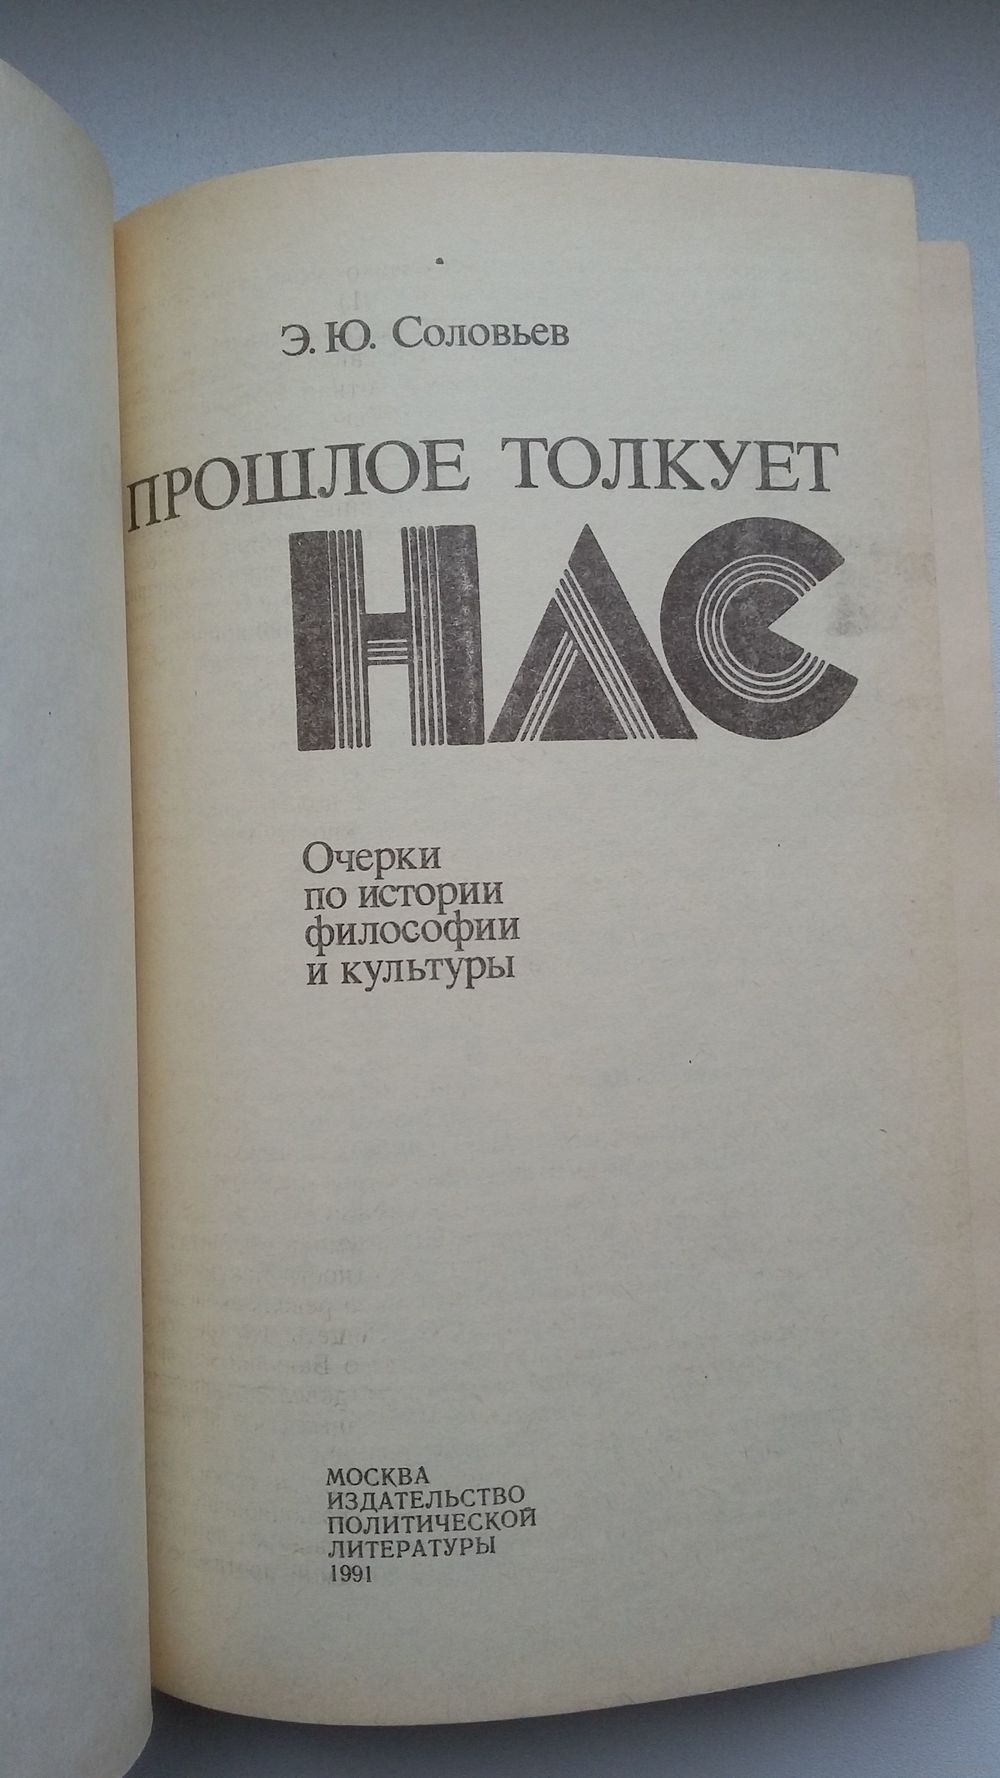 Э. Ю. Соловьев
ПРОШЛОЕ ТОЛКУЕТ
НАС
Очерки
по истории
философии
и культуры
МОСКВА
ИЗДАТЕЛЬСТВО
ПОЛИТИЧЕСКОЙ
ЛИТЕРАТУРЫ
1991